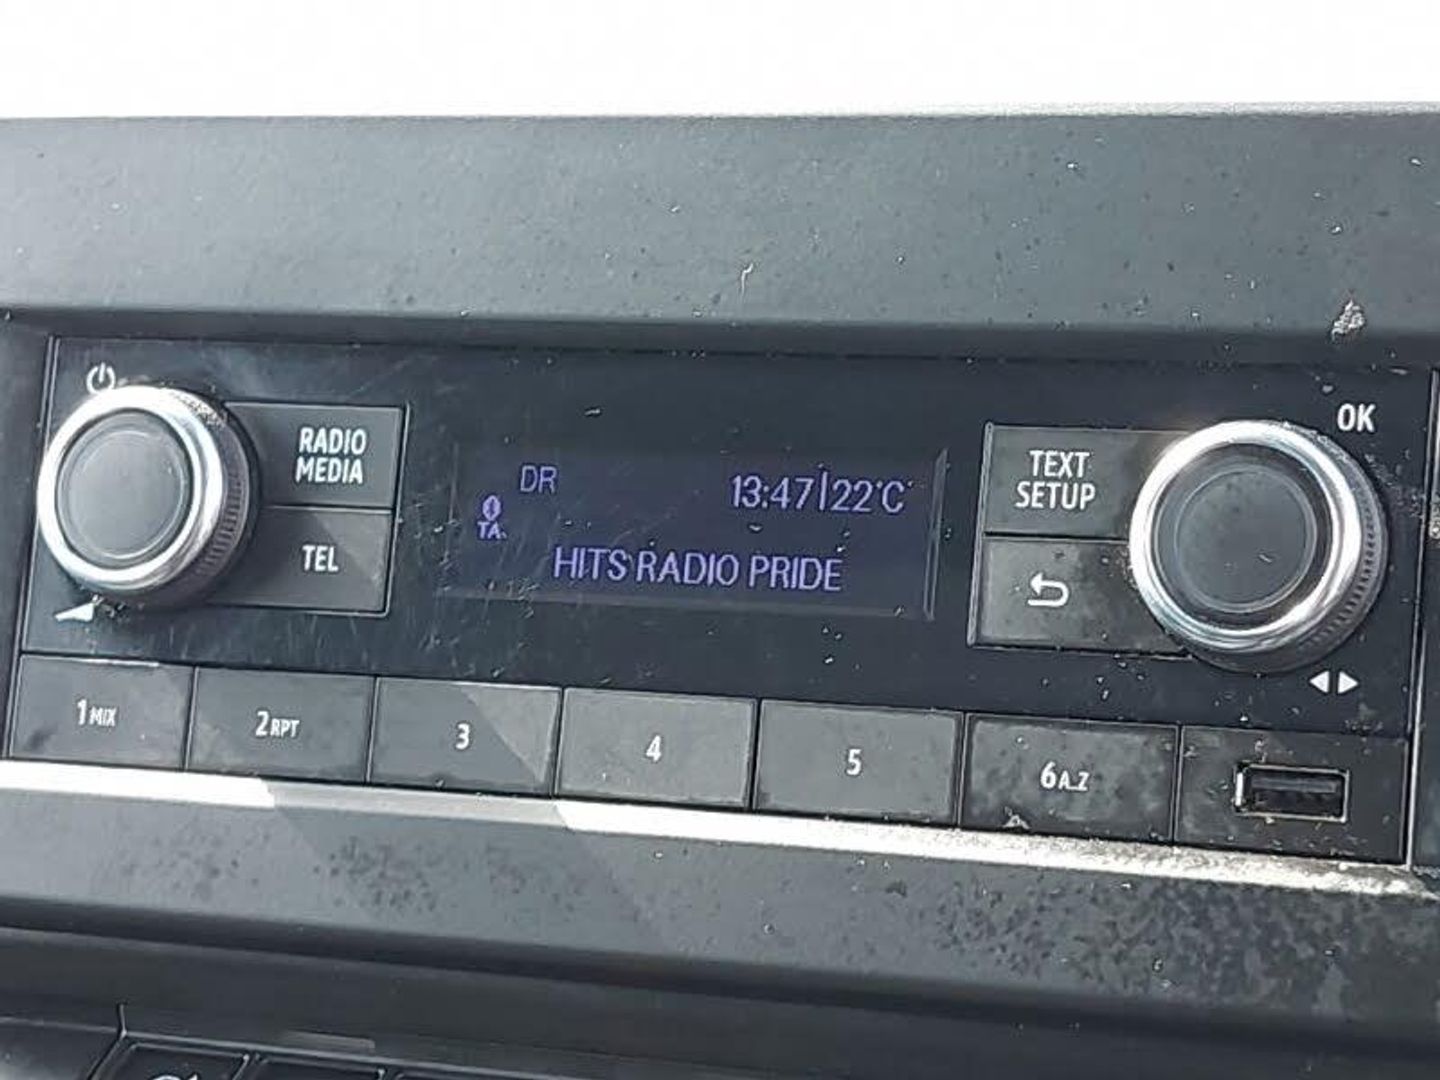 RADIO
MEDIA
TEL
DR
13:47|22°C
TA
HITS RADIO PRIDE
TEXT
SETUP
OK
1MIX
2RPT
3
4
5
6A..Z